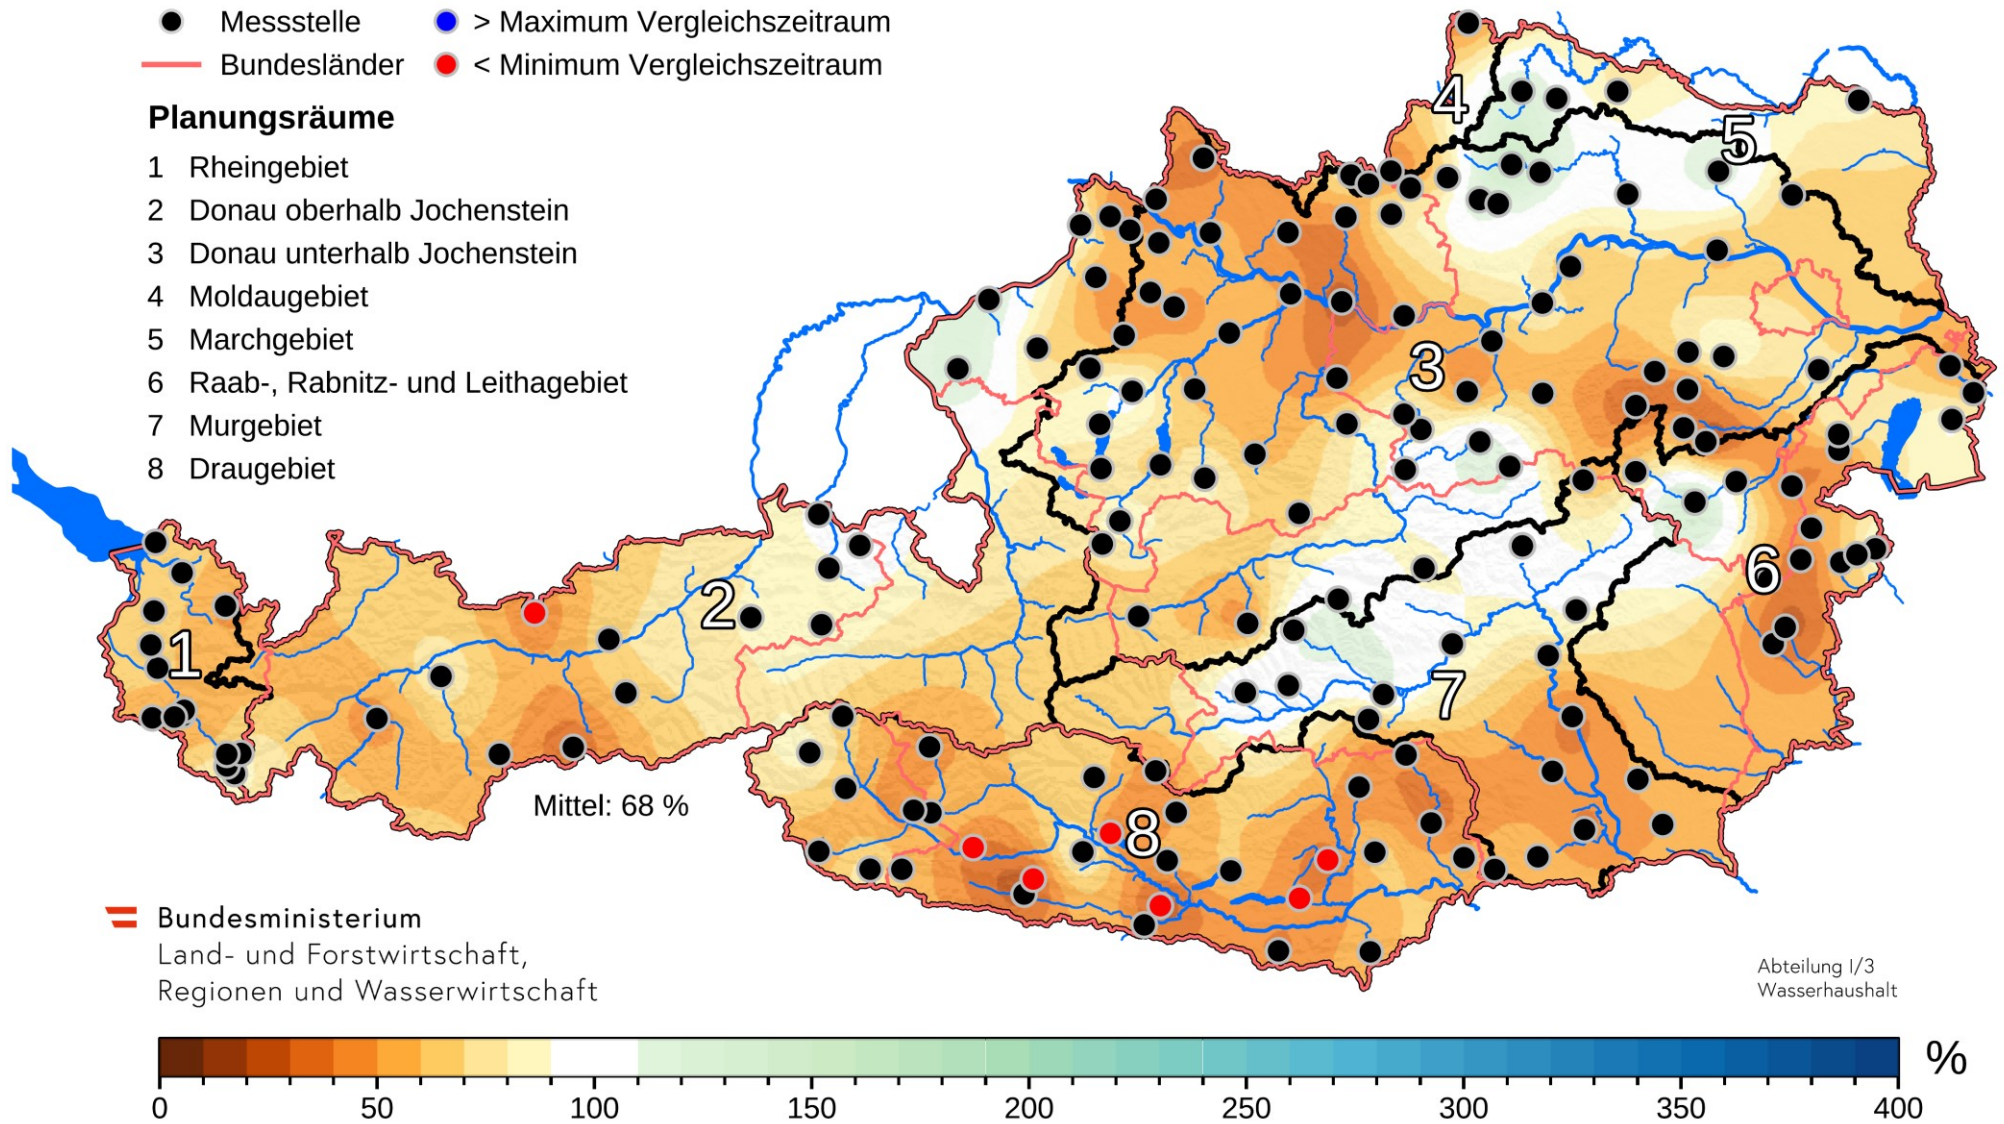 Messstelle
> Maximum Vergleichszeitraum
Bundesländer
< Minimum Vergleichszeitraum
Planungsräume
1 Rheingebiet
2 Donau oberhalb Jochenstein
3 Donau unterhalb Jochenstein
4 Moldaugebiet
5 Marchgebiet
6 Raab-, Rabnitz- und Leithagebiet
7 Murgebiet
8 Draugebiet
4
5
3
6
2
1
7
8
Mittel: 68 %
Bundesministerium
Land- und Forstwirtschaft,
Regionen und Wasserwirtschaft
Abteilung I/3
Wasserhaushalt
%
0 50 100 150 200 250 300 350 400